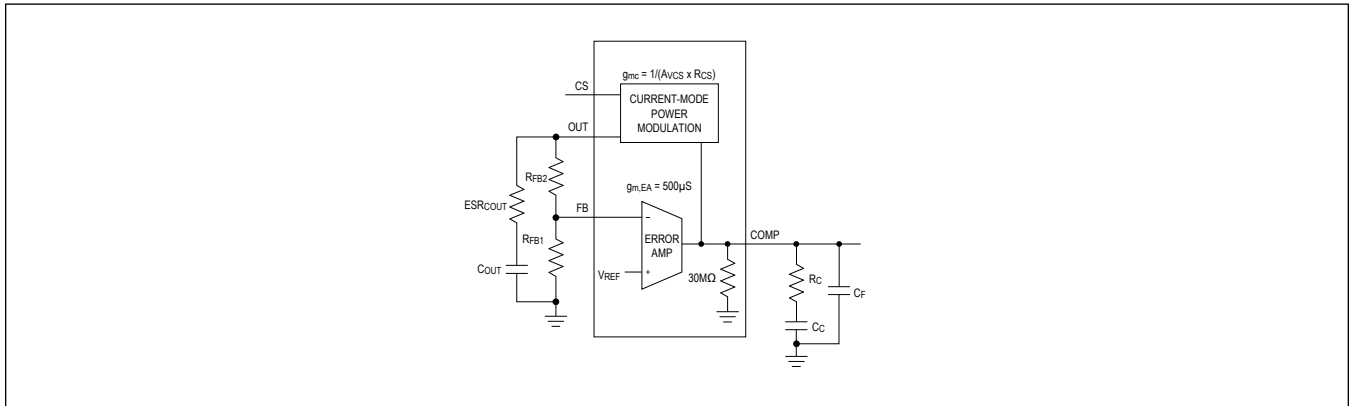 gmc = 1/(AVCS x RCS)
CS
CURRENT-MODE
POWER
MODULATION
OUT
RFB2
gm,EA = 500µS
ESRCOUT
FB
-
ERROR
AMP
COMP
RFB1
COUT
VREF
+
30MΩ
RC
CF
CC